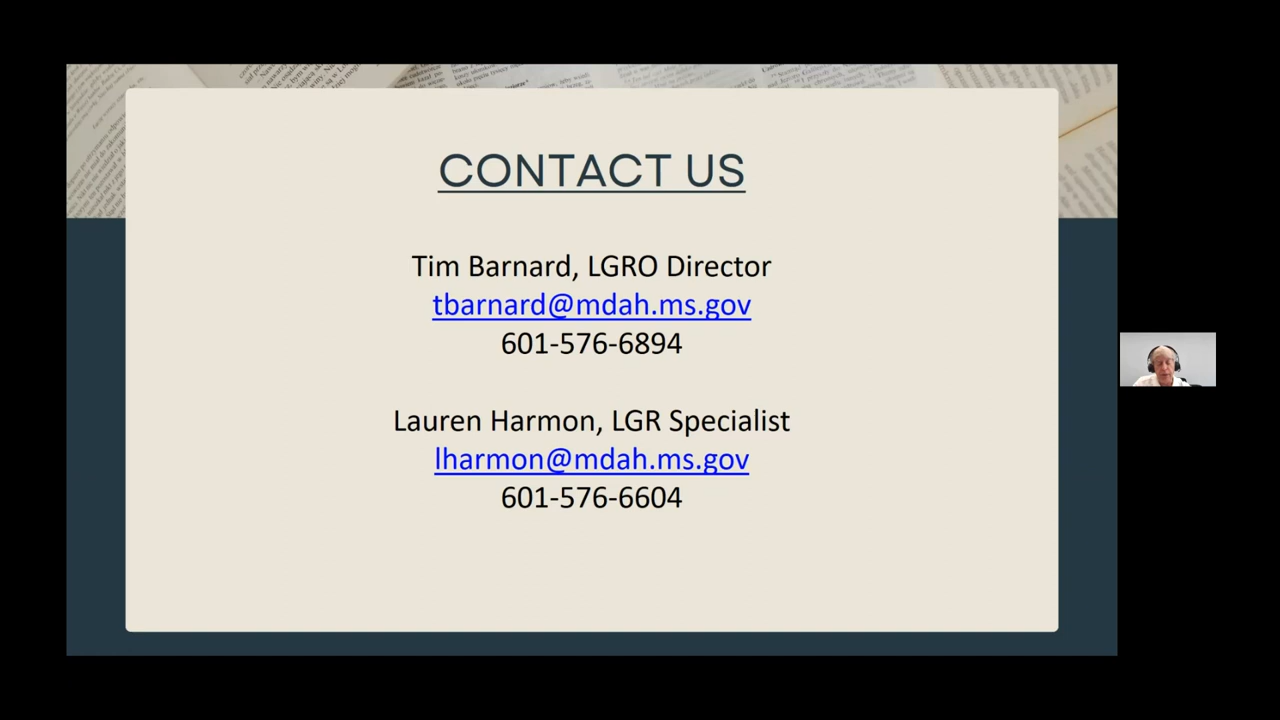 CONTACT US
Tim Barnard, LGRO Director
tbarnard@mdah.ms.gov
601-576-6894
Lauren Harmon, LGR Specialist
lharmon@mdah.ms.gov
601-576-6604